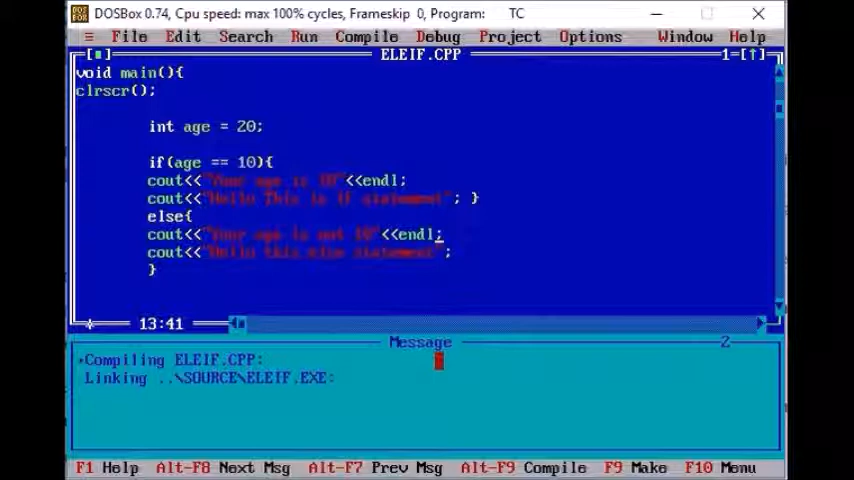 DOSBox 0.74, Cpu speed: max 100% cycles, Frameskip 0, Program: TC
≡ File Edit Search Run Compile Debug Project Options Window Help
[■] ELEIF.CPP 1=[↑]
void main(){
clrscr();
int age = 20;
if(age == 10){
cout<<"Your age is 10"<<endl;
cout<<"Hello This is if statement"; }
else{
cout<<"Your age is not 10"<<endl;
cout<<"Hello this else statement";
}
13:41
Message 2
•Compiling ELEIF.CPP:
Linking ..\SOURCE\ELEIF.EXE:
F1 Help Alt-F8 Next Msg Alt-F7 Prev Msg Alt-F9 Compile F9 Make F10 Menu